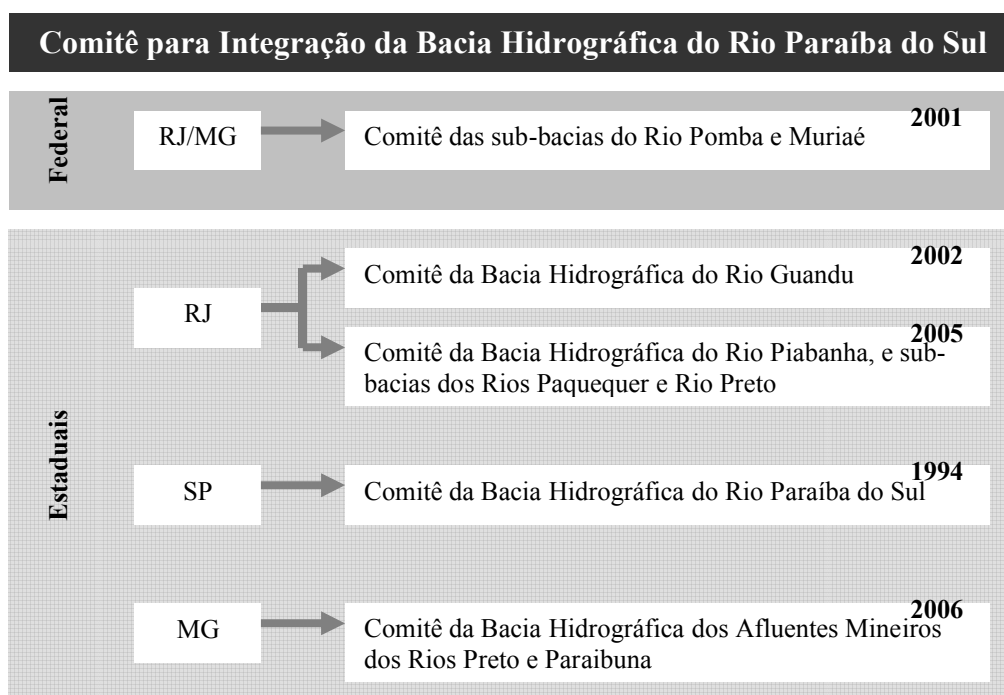 Comitê para Integração da Bacia Hidrográfica do Rio Paraíba do Sul
Federal
RJ/MG
2001
Comitê das sub-bacias do Rio Pomba e Muriaé
Estaduais
RJ
2002
Comitê da Bacia Hidrográfica do Rio Guandu
2005
Comitê da Bacia Hidrográfica do Rio Piabanha, e sub-
bacias dos Rios Paquequer e Rio Preto
SP
1994
Comitê da Bacia Hidrográfica do Rio Paraíba do Sul
MG
2006
Comitê da Bacia Hidrográfica dos Afluentes Mineiros
dos Rios Preto e Paraibuna